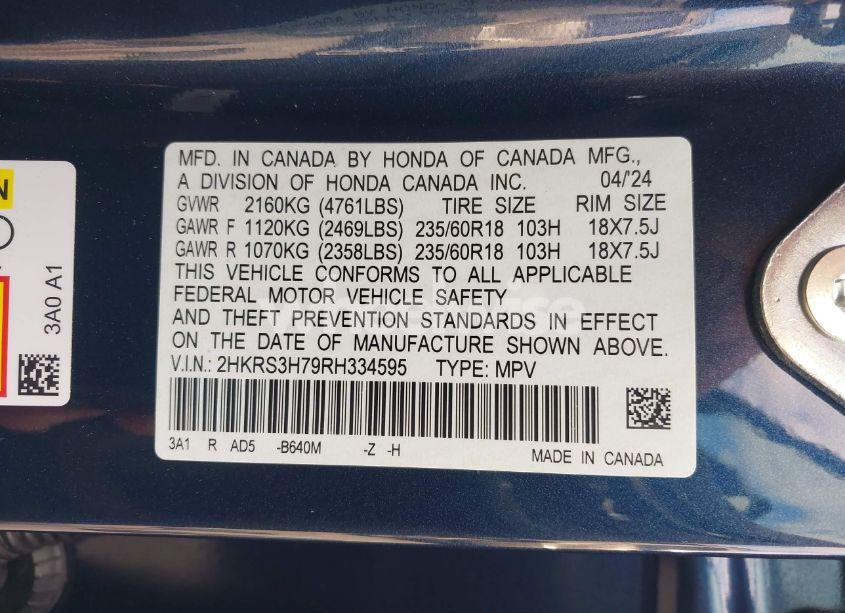 MFD. IN CANADA BY HONDA OF CANADA MFG.,
A DIVISION OF HONDA CANADA INC. 04/'24
GVWR 2160KG (4761LBS) TIRE SIZE RIM SIZE
GAWR F 1120KG (2469LBS) 235/60R18 103H 18X7.5J
GAWR R 1070KG (2358LBS) 235/60R18 103H 18X7.5J
THIS VEHICLE CONFORMS TO ALL APPLICABLE
FEDERAL MOTOR VEHICLE SAFETY
AND THEFT PREVENTION STANDARDS IN EFFECT
ON THE DATE OF MANUFACTURE SHOWN ABOVE.
V.I.N.: 2HKRS3H79RH334595 TYPE: MPV
3A1 R AD5 -B640M -Z -H
MADE IN CANADA
3A0 A1